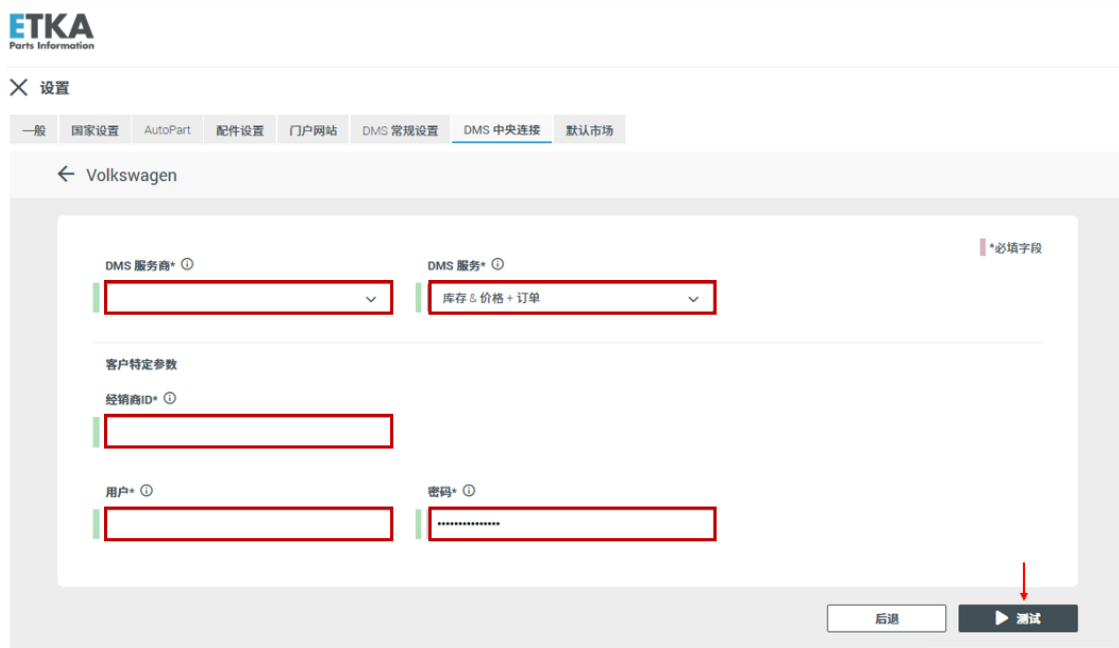 ETKA
Parts Information
设置
一般 国家设置 AutoPart 配件设置 门户网站 DMS 常规设置 DMS 中央连接 默认市场
Volkswagen
*必填字段
DMS 服务商* DMS 服务*
库存 & 价格 + 订单
客户特定参数
经销商ID*
用户* 密码*
•••••••••••••••
后退 测试